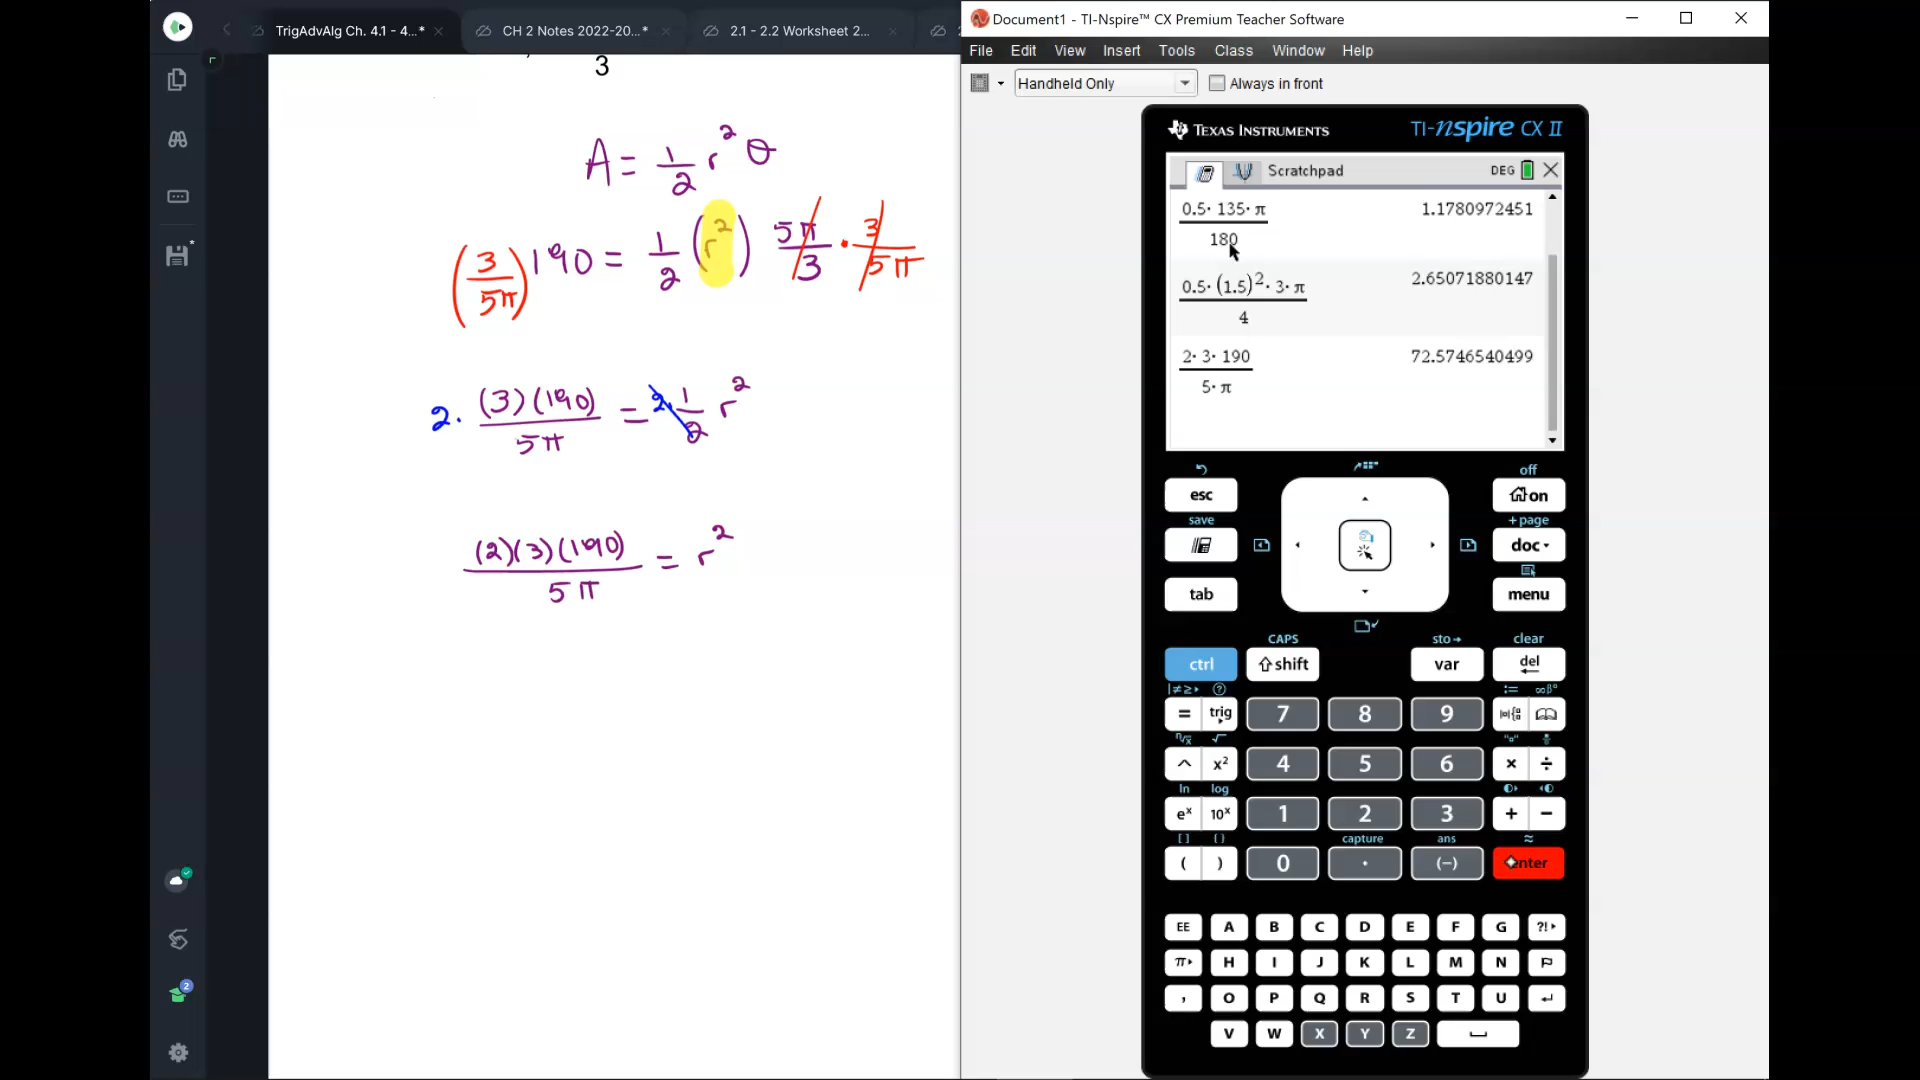 TrigAdvAlg Ch. 4.1 - 4...* ×
CH 2 Notes 2022-20...* ×
2.1 - 2.2 Worksheet 2... ×
3
A = 1/2 r² θ
(3/5π) 190 = 1/2 (r²) 5π/3 · 3/5π
2. (3)(190)/5π = 2· 1/2 r²
(2)(3)(190)/5π = r²
2
Document1 - TI-Nspire™ CX Premium Teacher Software
File Edit View Insert Tools Class Window Help
Handheld Only Always in front
TEXAS INSTRUMENTS TI-nspire CX II
Scratchpad DEG
0.5· 135· π / 180 1.1780972451
0.5· (1.5)²· 3· π / 4 2.65071880147
2· 3· 190 / 5· π 72.5746540499
off
esc on
save +page
doc
tab menu
CAPS sto→ clear
ctrl shift var del
|≠≥▸ ? := ∞β°
= trig 7 8 9
ⁿ√x √
^ x² 4 5 6 × ÷
ln log
eˣ 10ˣ 1 2 3 + −
[ ] { } capture ans ≈
( ) 0 . (−) enter
EE A B C D E F G ?!▸
π▸ H I J K L M N
, O P Q R S T U ↵
V W X Y Z